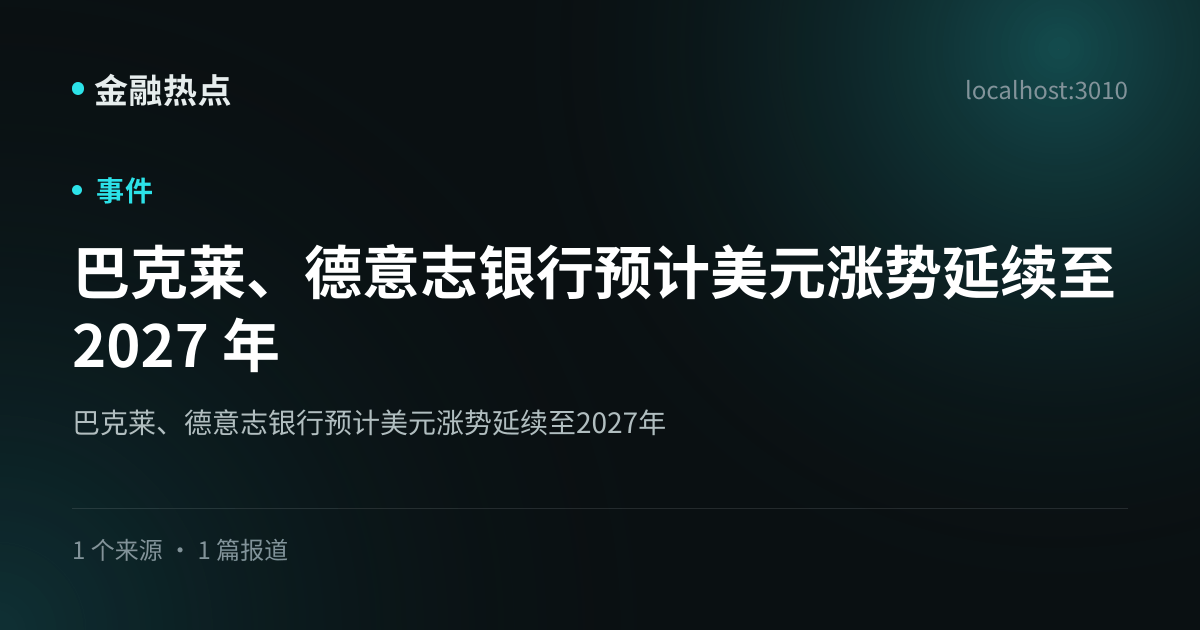 金融热点
localhost:3010
事件
巴克莱、德意志银行预计美元涨势延续至
2027 年
巴克莱、德意志银行预计美元涨势延续至2027年
1 个来源 · 1 篇报道